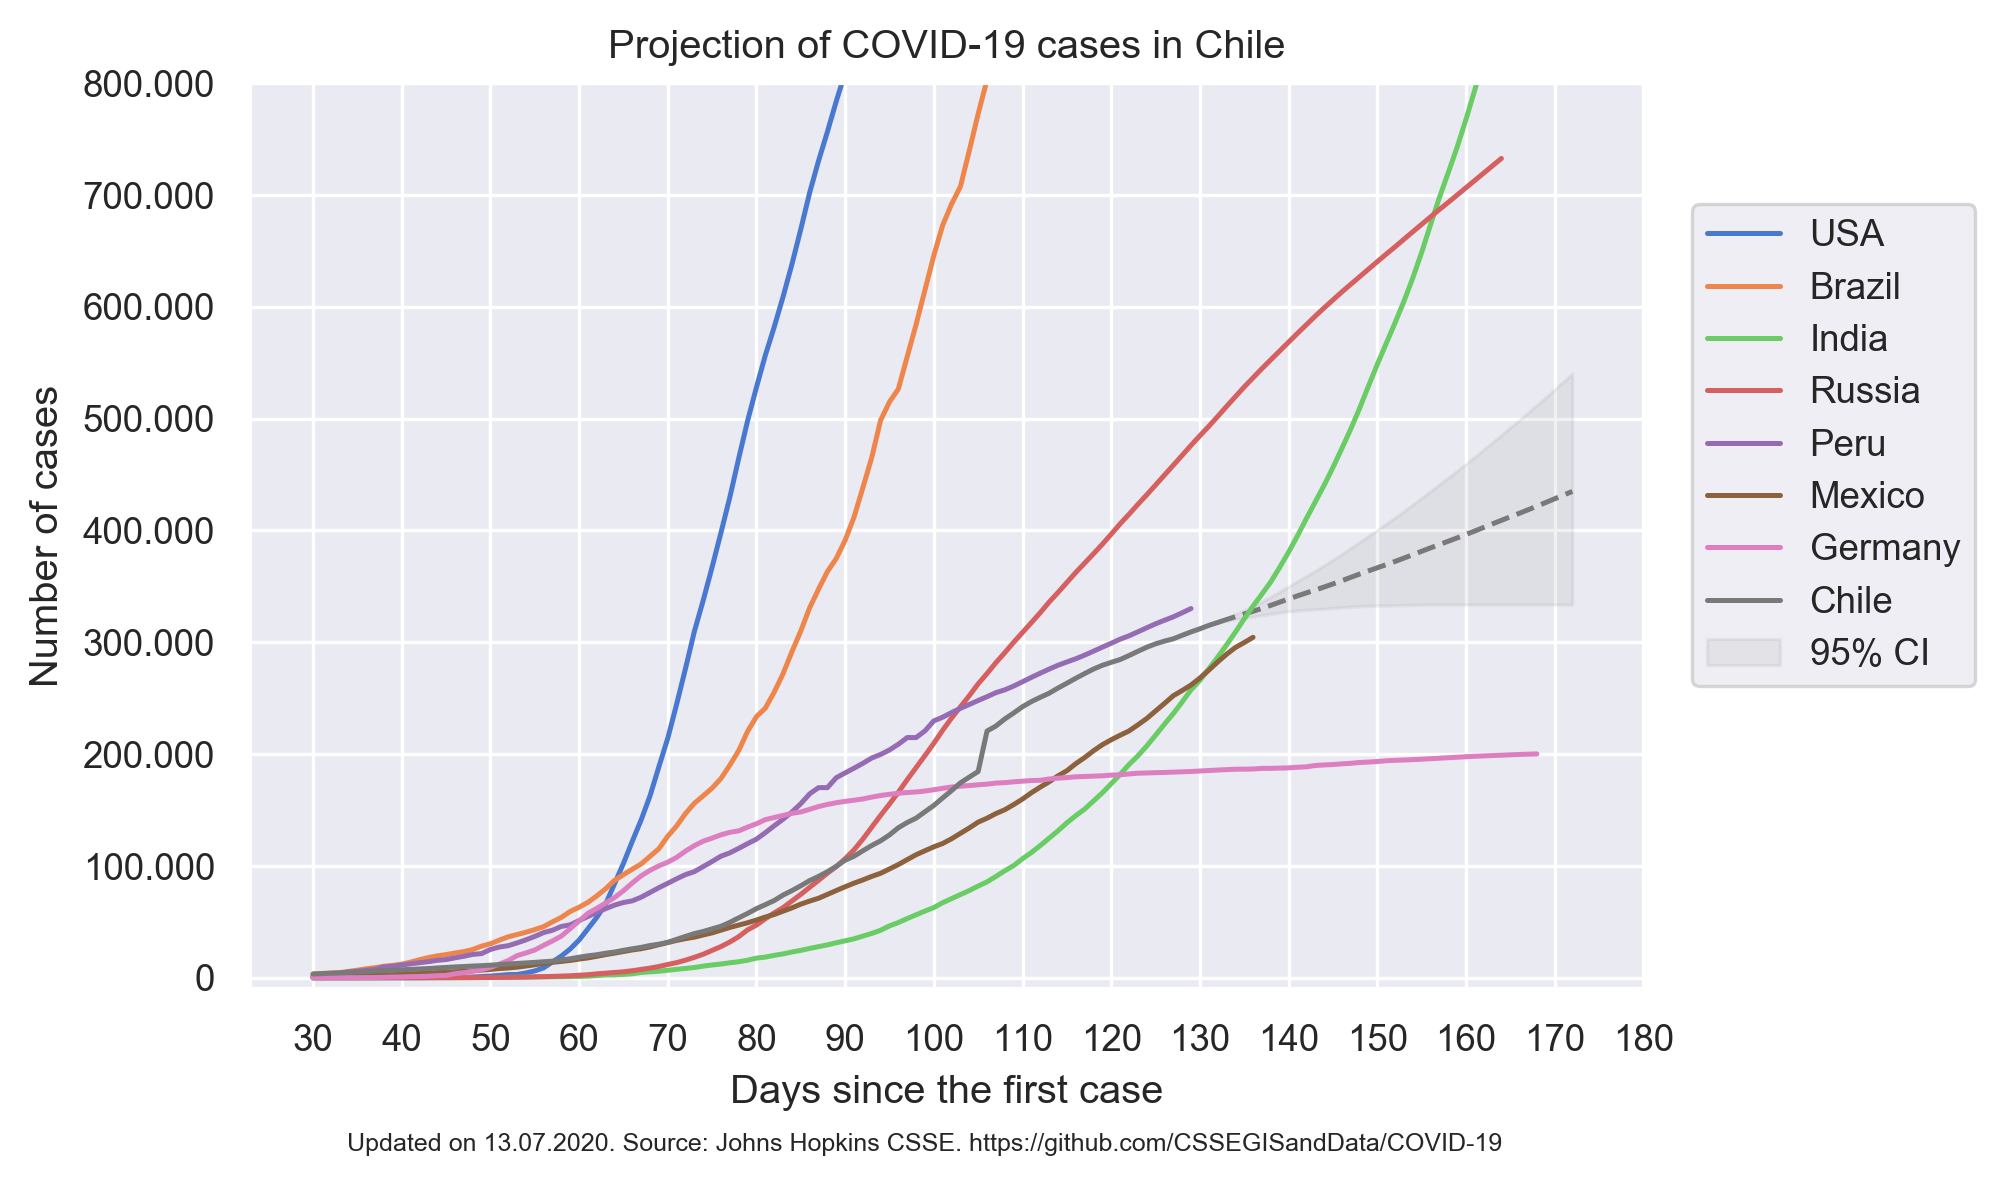 Projection of COVID-19 cases in Chile
800.000
700.000
600.000
500.000
400.000
300.000
200.000
100.000
0
Number of cases
30 40 50 60 70 80 90 100 110 120 130 140 150 160 170 180
Days since the first case
USA
Brazil
India
Russia
Peru
Mexico
Germany
Chile
95% CI
Updated on 13.07.2020. Source: Johns Hopkins CSSE. https://github.com/CSSEGISandData/COVID-19